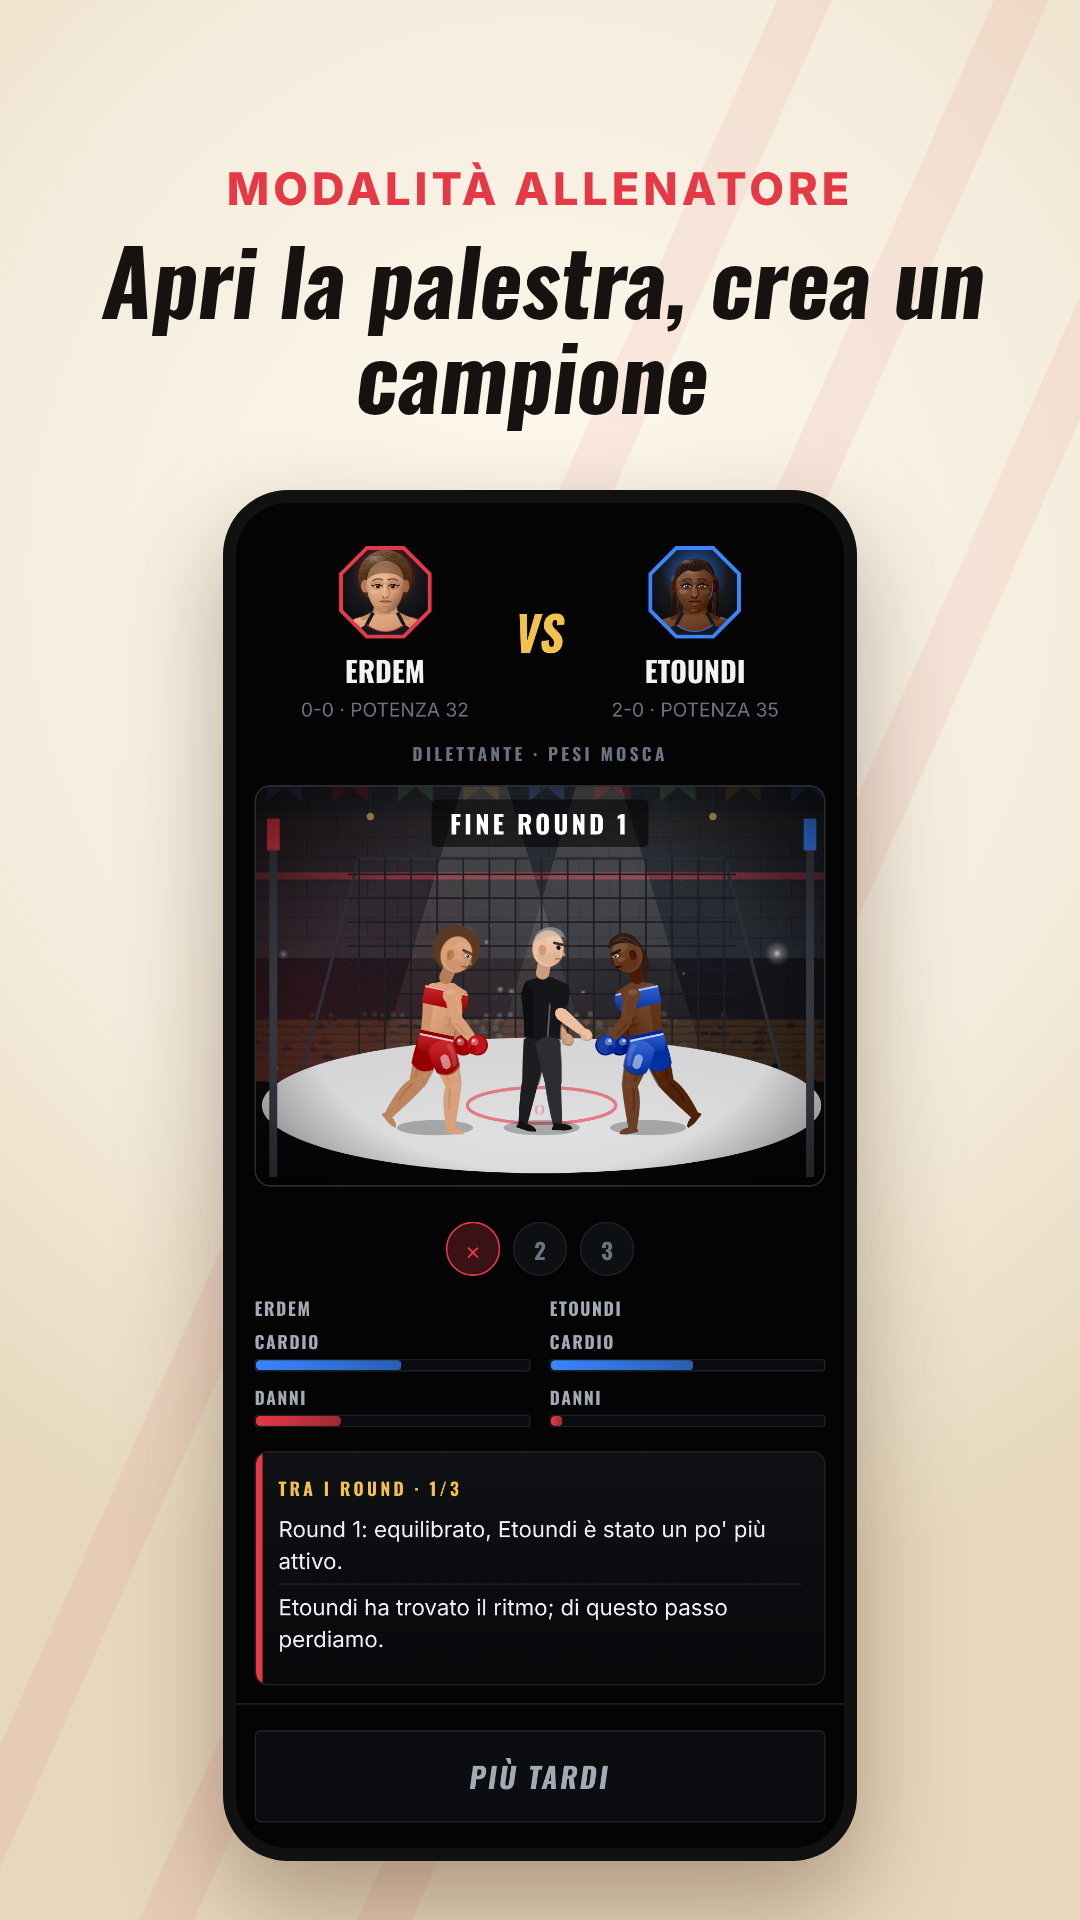 MODALITÀ ALLENATORE
Apri la palestra, crea un
campione
VS
ERDEM
ETOUNDI
0-0 · POTENZA 32
2-0 · POTENZA 35
DILETTANTE · PESI MOSCA
FINE ROUND 1
O
× 2 3
ERDEM
ETOUNDI
CARDIO
CARDIO
DANNI
DANNI
TRA I ROUND · 1/3
Round 1: equilibrato, Etoundi è stato un po' più
attivo.
Etoundi ha trovato il ritmo; di questo passo
perdiamo.
PIÙ TARDI